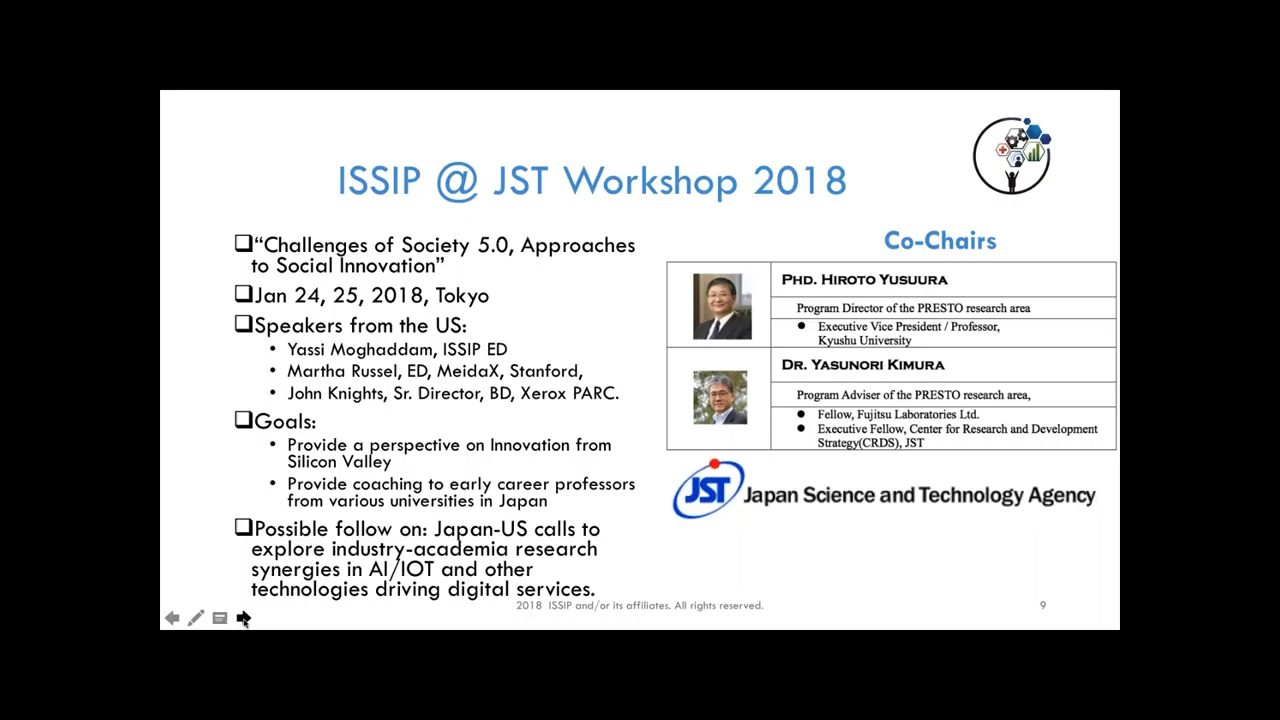 ISSIP @ JST Workshop 2018
“Challenges of Society 5.0, Approaches
to Social Innovation”
Jan 24, 25, 2018, Tokyo
Speakers from the US:
• Yassi Moghaddam, ISSIP ED
• Martha Russel, ED, MeidaX, Stanford,
• John Knights, Sr. Director, BD, Xerox PARC.
Goals:
• Provide a perspective on Innovation from
Silicon Valley
• Provide coaching to early career professors
from various universities in Japan
Possible follow on: Japan-US calls to
explore industry-academia research
synergies in AI/IOT and other
technologies driving digital services.
Co-Chairs
PHD. HIROTO YUSUURA
Program Director of the PRESTO research area
● Executive Vice President / Professor,
Kyushu University
DR. YASUNORI KIMURA
Program Adviser of the PRESTO research area,
● Fellow, Fujitsu Laboratories Ltd.
● Executive Fellow, Center for Research and Development
Strategy(CRDS), JST
JST Japan Science and Technology Agency
2018 ISSIP and/or its affiliates. All rights reserved.
9